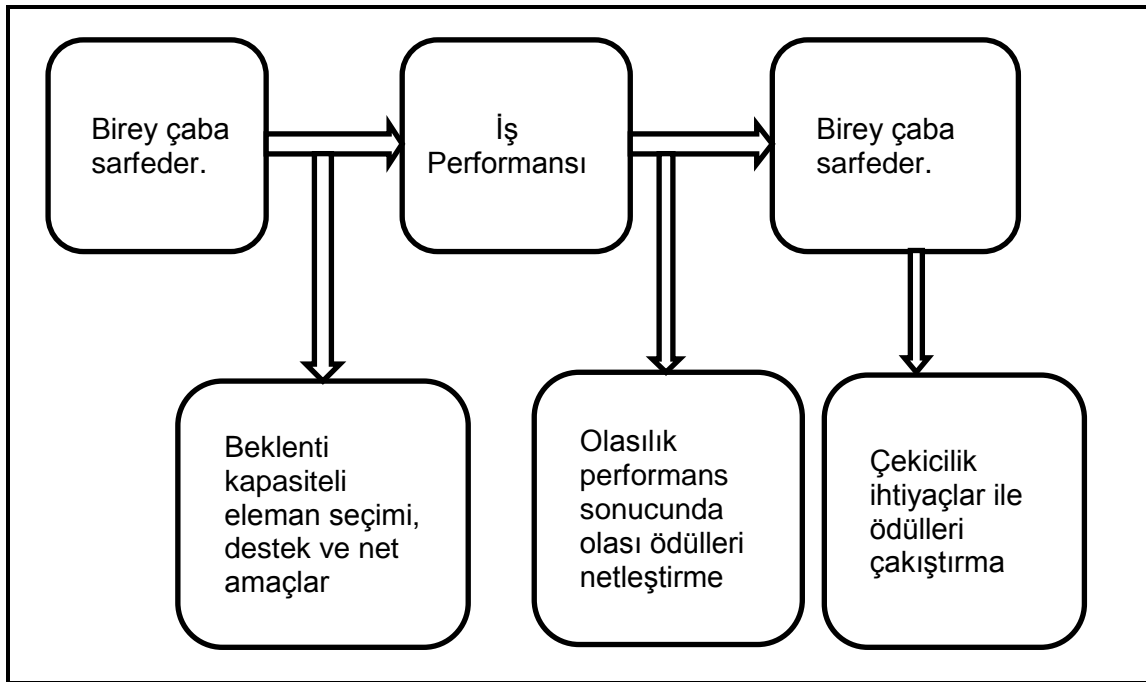 Birey çaba
sarfeder.
İş
Performansı
Birey çaba
sarfeder.
Beklenti
kapasiteli
eleman seçimi,
destek ve net
amaçlar
Olasılık
performans
sonucunda
olası ödülleri
netleştirme
Çekicilik
ihtiyaçlar ile
ödülleri
çakıştırma